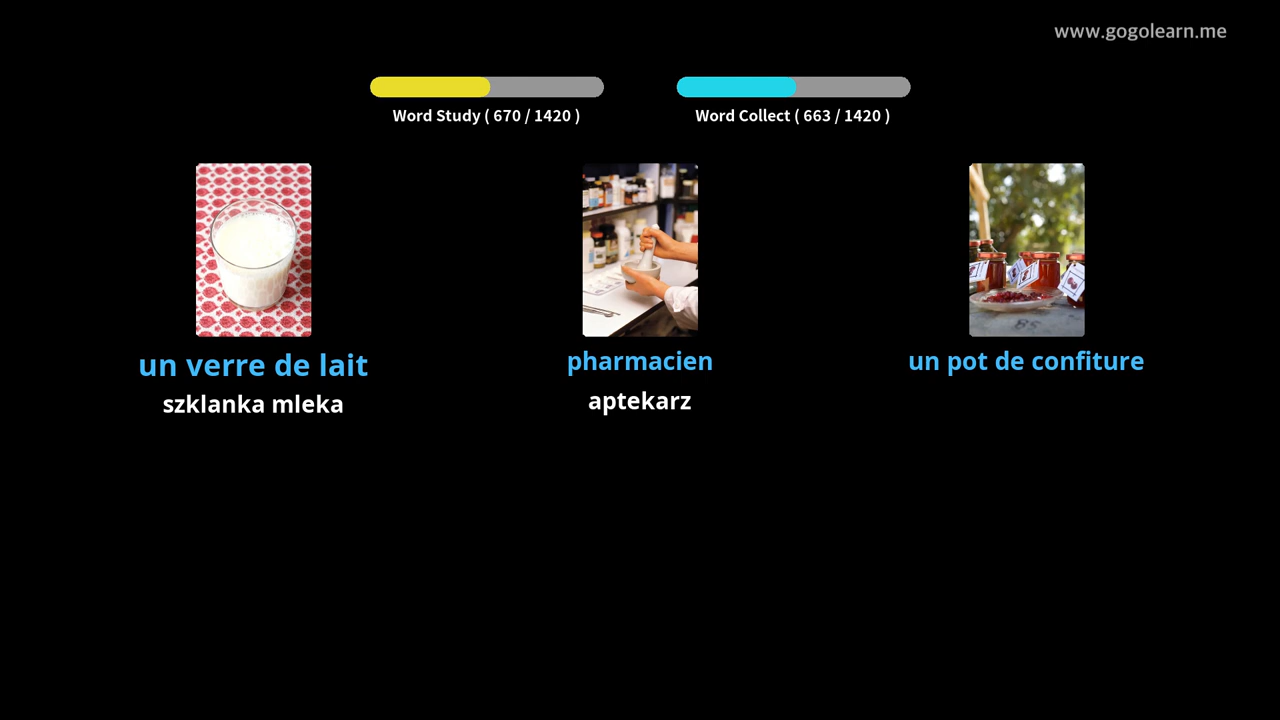 www.gogolearn.me
Word Study ( 670 / 1420 )
Word Collect ( 663 / 1420 )
un verre de lait
szklanka mleka
pharmacien
aptekarz
un pot de confiture